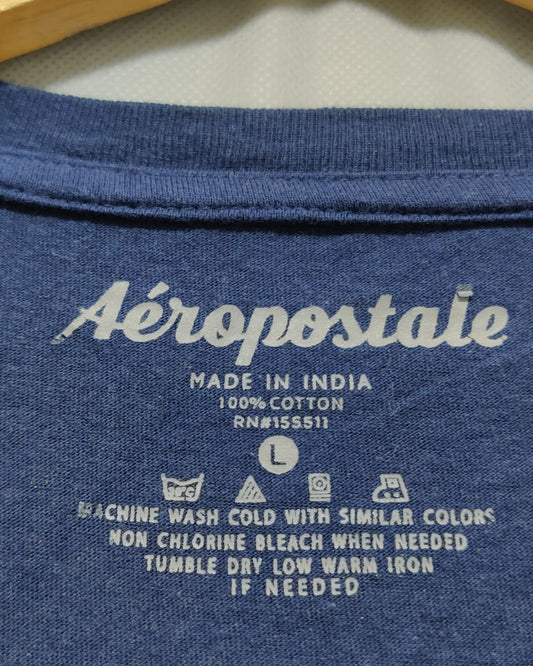 Aéropostale
MADE IN INDIA
100% COTTON
RN#155511
L
MACHINE WASH COLD WITH SIMILAR COLORS
NON CHLORINE BLEACH WHEN NEEDED
TUMBLE DRY LOW WARM IRON
IF NEEDED